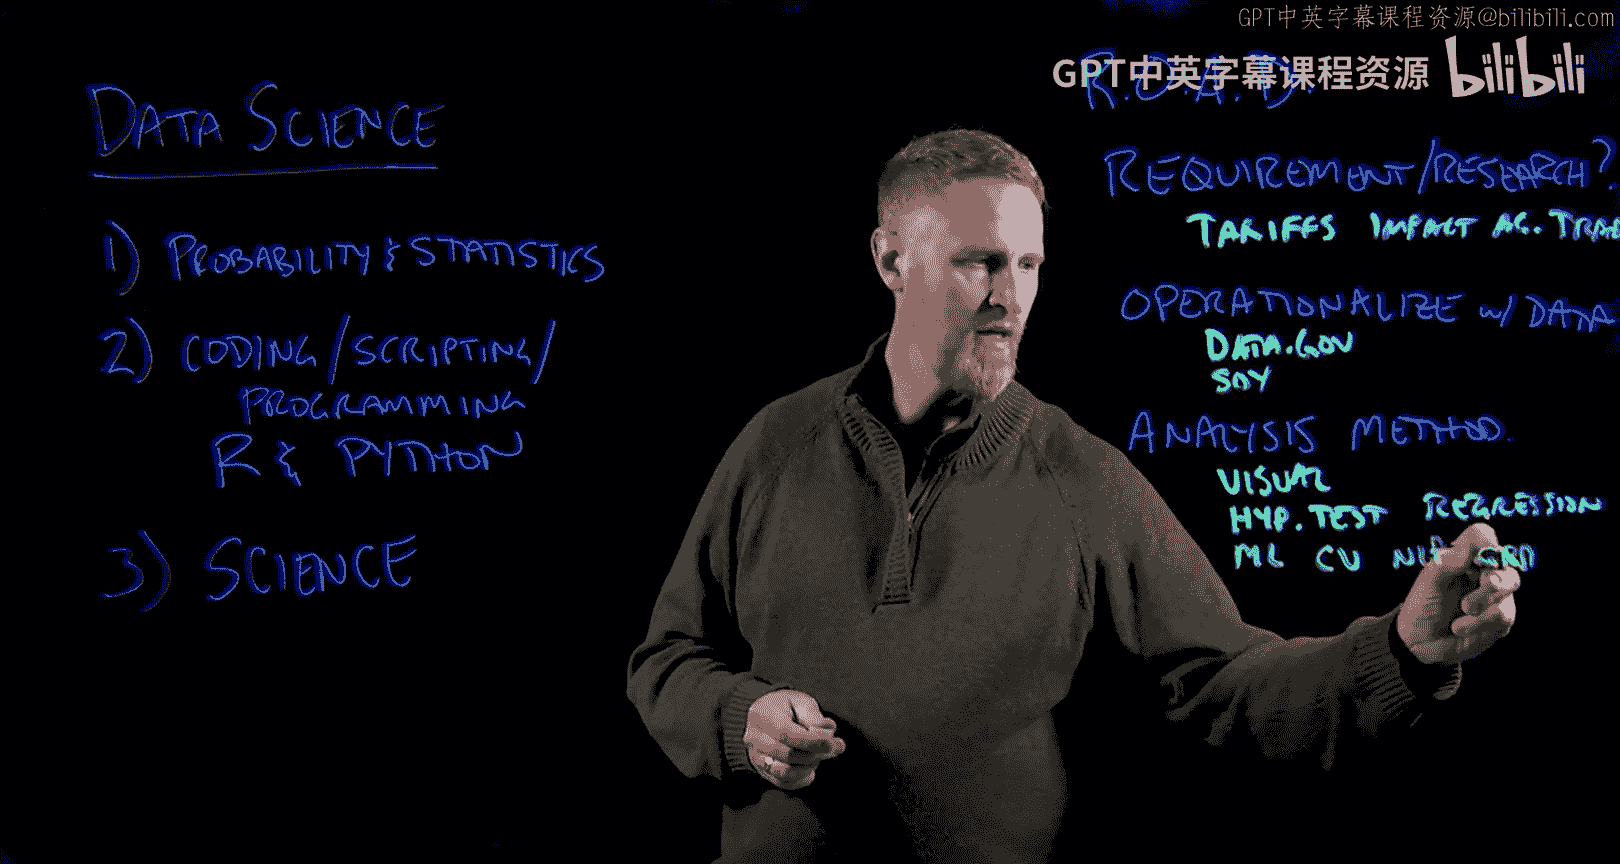 GPT中英字幕课程资源@bilibili.com
GPT中英字幕课程资源 bilibili
DATA SCIENCE
1) PROBABILITY & STATISTICS
2) CODING/SCRIPTING/
PROGRAMMING
R & PYTHON
3) SCIENCE
R.O.A.D.
REQUIREMENT/RESEARCH?
TARIFFS IMPACT AG. TRAD
OPERATIONALIZE w/ DATA
DATA.GOV
SOY
ANALYSIS METHOD.
VISUAL
HYP. TEST REGRESSION
ML CV NLP